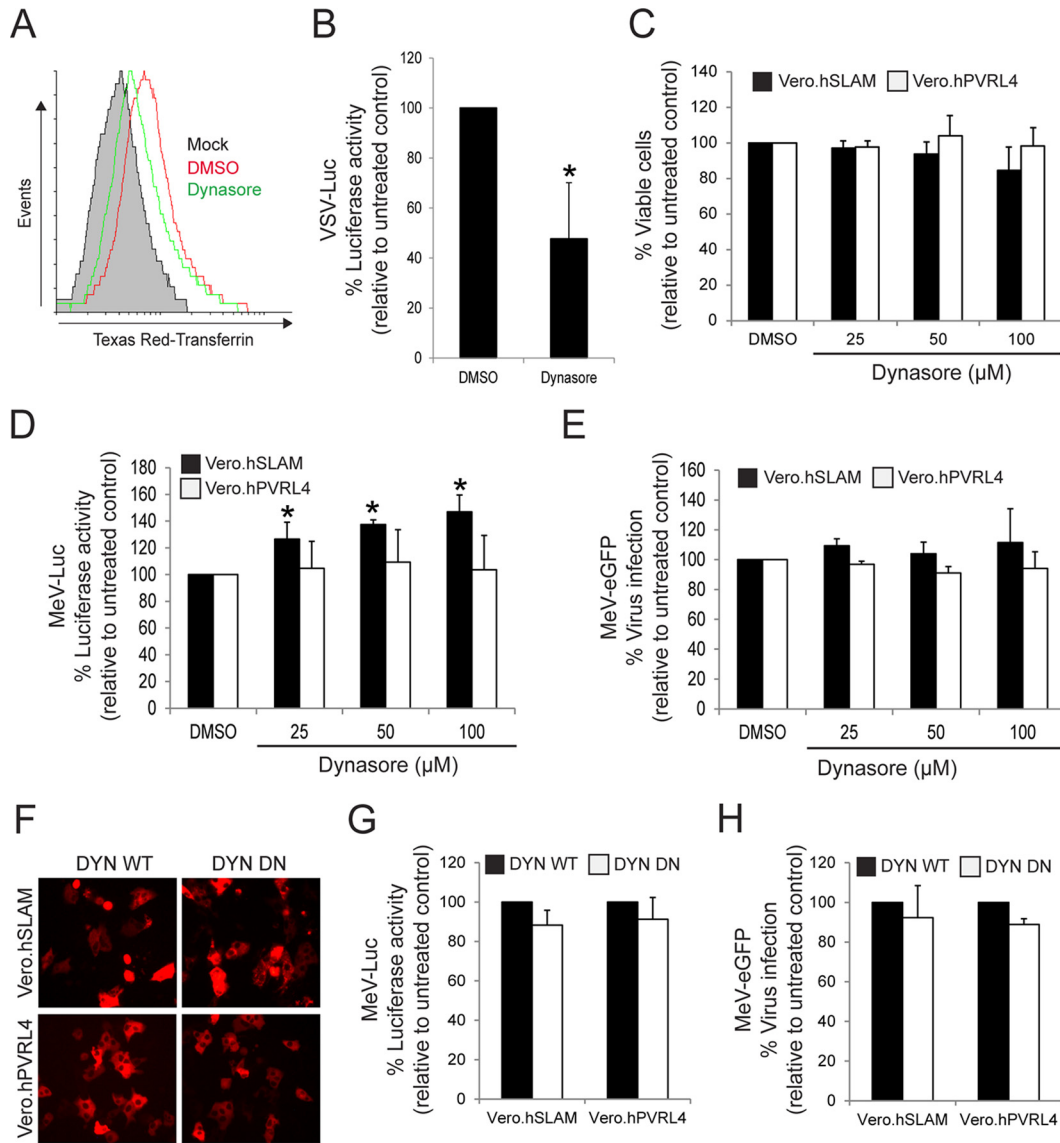 A
Events
Mock
DMSO
Dynasore
Texas Red-Transferrin
B
VSV-Luc
% Luciferase activity
(relative to untreated control)
120
100
80
60
40
20
0
*
DMSO
Dynasore
C
% Viable cells
(relative to untreated control)
140
120
100
80
60
40
20
0
Vero.hSLAM
Vero.hPVRL4
DMSO
25
50
100
Dynasore (µM)
D
MeV-Luc
% Luciferase activity
(relative to untreated control)
180
160
140
120
100
80
60
40
20
0
Vero.hSLAM
Vero.hPVRL4
*
*
*
DMSO
25
50
100
Dynasore (µM)
E
MeV-eGFP
% Virus infection
(relative to untreated control)
160
140
120
100
80
60
40
20
0
Vero.hSLAM
Vero.hPVRL4
DMSO
25
50
100
Dynasore (µM)
F
DYN WT
DYN DN
Vero.hSLAM
Vero.hPVRL4
G
MeV-Luc
% Luciferase activity
(relative to untreated control)
120
100
80
60
40
20
0
DYN WT
DYN DN
Vero.hSLAM
Vero.hPVRL4
H
MeV-eGFP
% Virus infection
(relative to untreated control)
120
100
80
60
40
20
0
DYN WT
DYN DN
Vero.hSLAM
Vero.hPVRL4